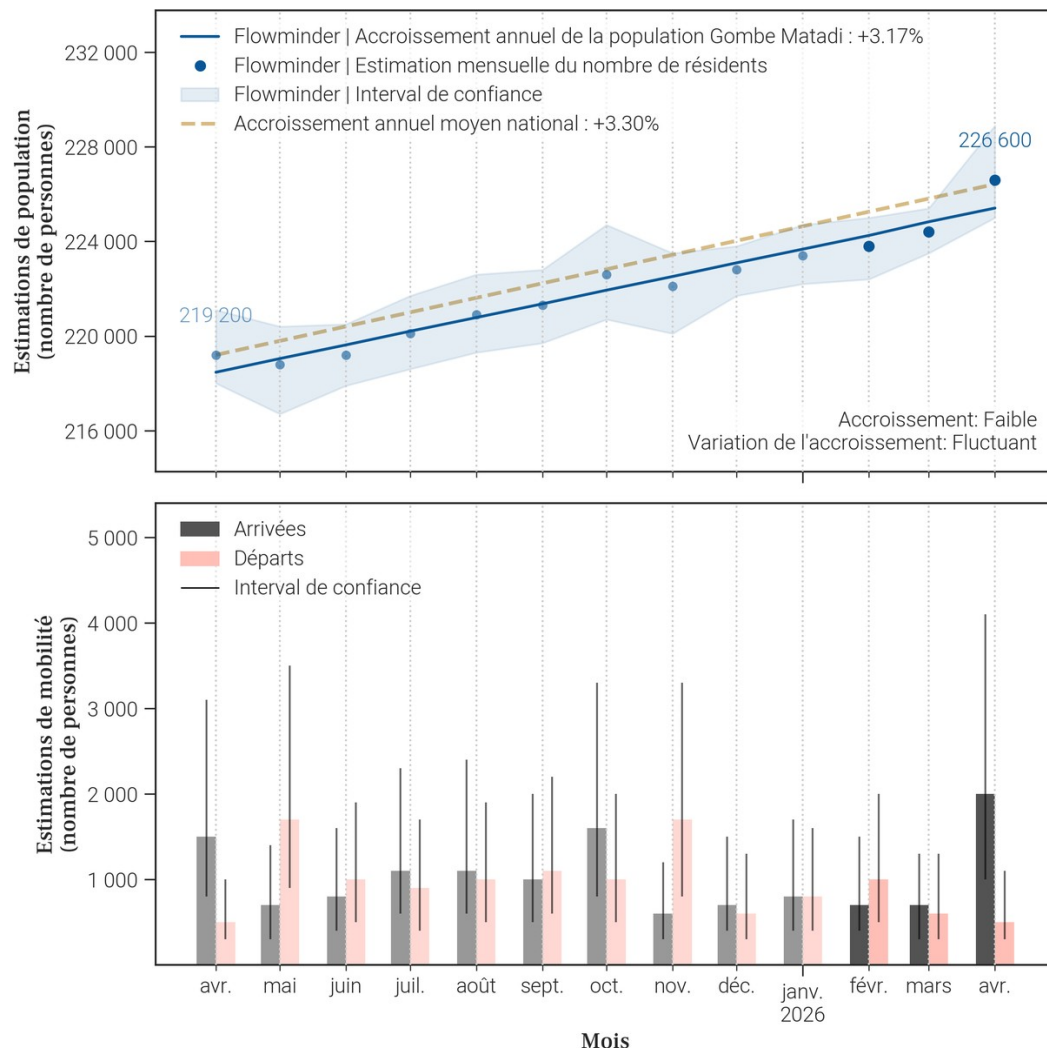 Flowminder | Accroissement annuel de la population Gombe Matadi : +3.17%
Flowminder | Estimation mensuelle du nombre de résidents
Flowminder | Interval de confiance
Accroissement annuel moyen national : +3.30%
Estimations de population
(nombre de personnes)
232 000
228 000
224 000
220 000
216 000
219 200
226 600
Accroissement: Faible
Variation de l'accroissement: Fluctuant
Arrivées
Départs
Interval de confiance
Estimations de mobilité
(nombre de personnes)
5 000
4 000
3 000
2 000
1 000
avr. mai juin juil. août sept. oct. nov. déc. janv. févr. mars avr.
2026
Mois